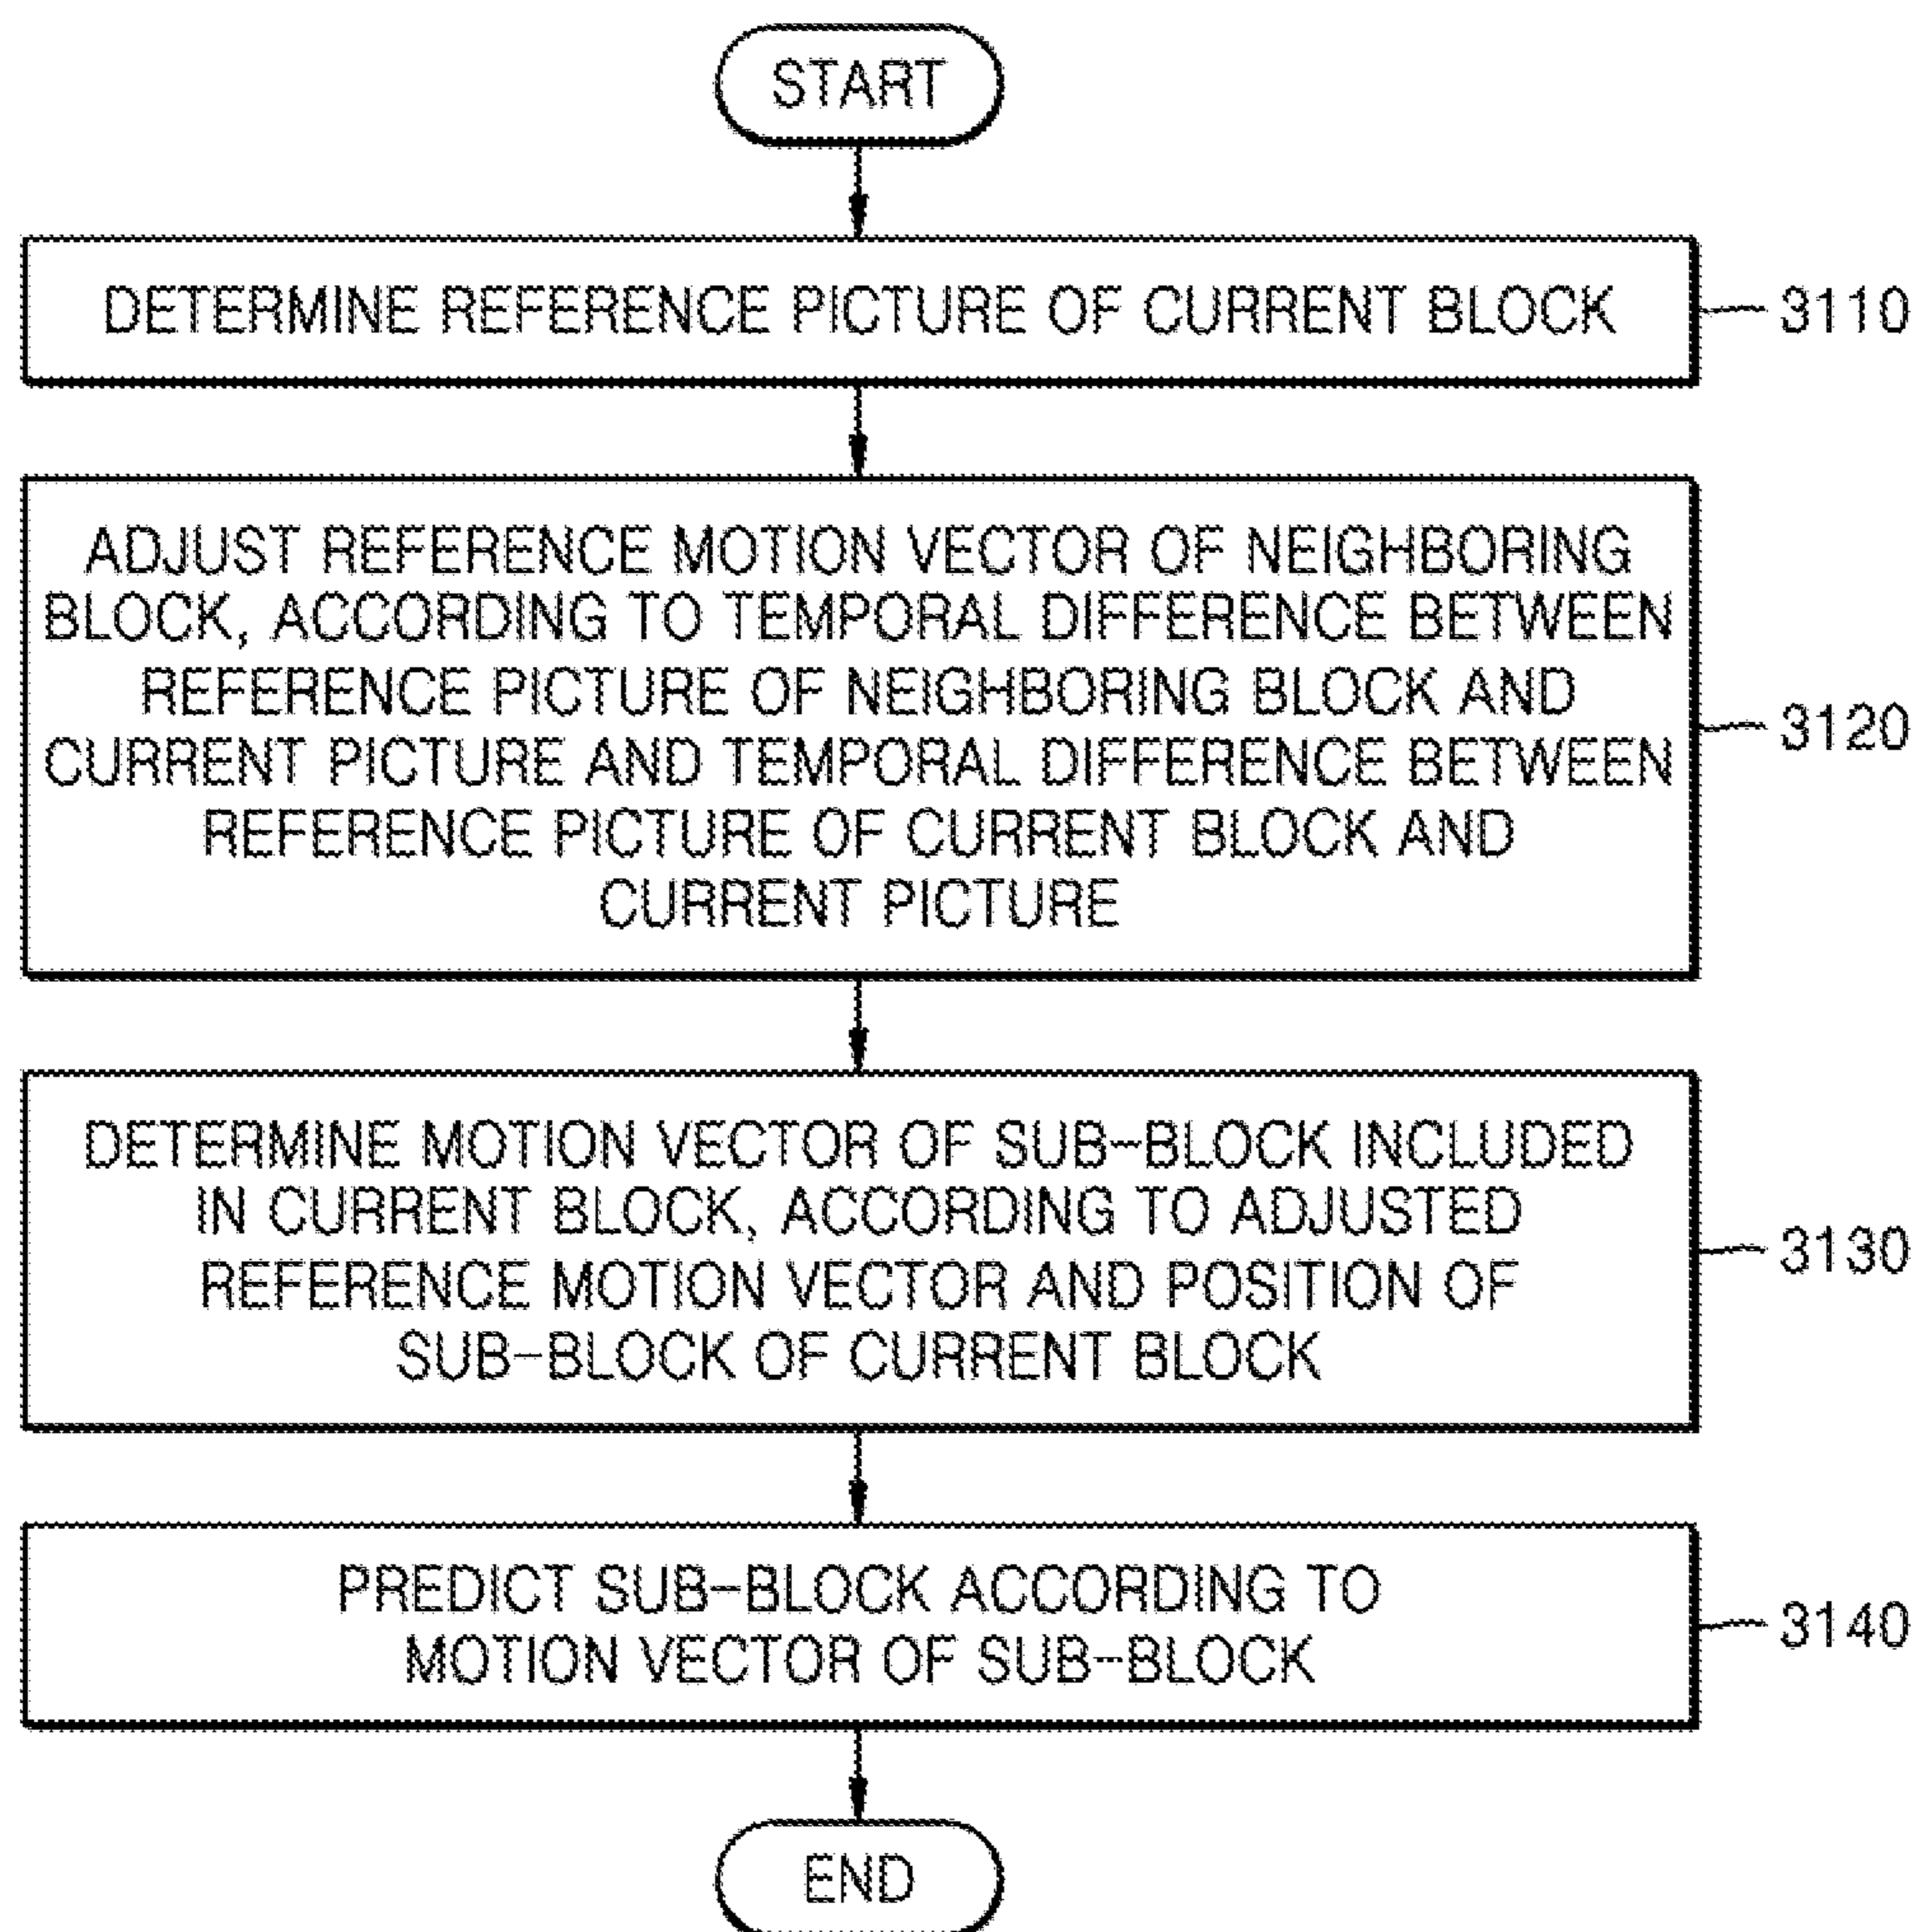 START
DETERMINE REFERENCE PICTURE OF CURRENT BLOCK
3110
ADJUST REFERENCE MOTION VECTOR OF NEIGHBORING
BLOCK, ACCORDING TO TEMPORAL DIFFERENCE BETWEEN
REFERENCE PICTURE OF NEIGHBORING BLOCK AND
CURRENT PICTURE AND TEMPORAL DIFFERENCE BETWEEN
REFERENCE PICTURE OF CURRENT BLOCK AND
CURRENT PICTURE
3120
DETERMINE MOTION VECTOR OF SUB-BLOCK INCLUDED
IN CURRENT BLOCK, ACCORDING TO ADJUSTED
REFERENCE MOTION VECTOR AND POSITION OF
SUB-BLOCK OF CURRENT BLOCK
3130
PREDICT SUB-BLOCK ACCORDING TO
MOTION VECTOR OF SUB-BLOCK
3140
END